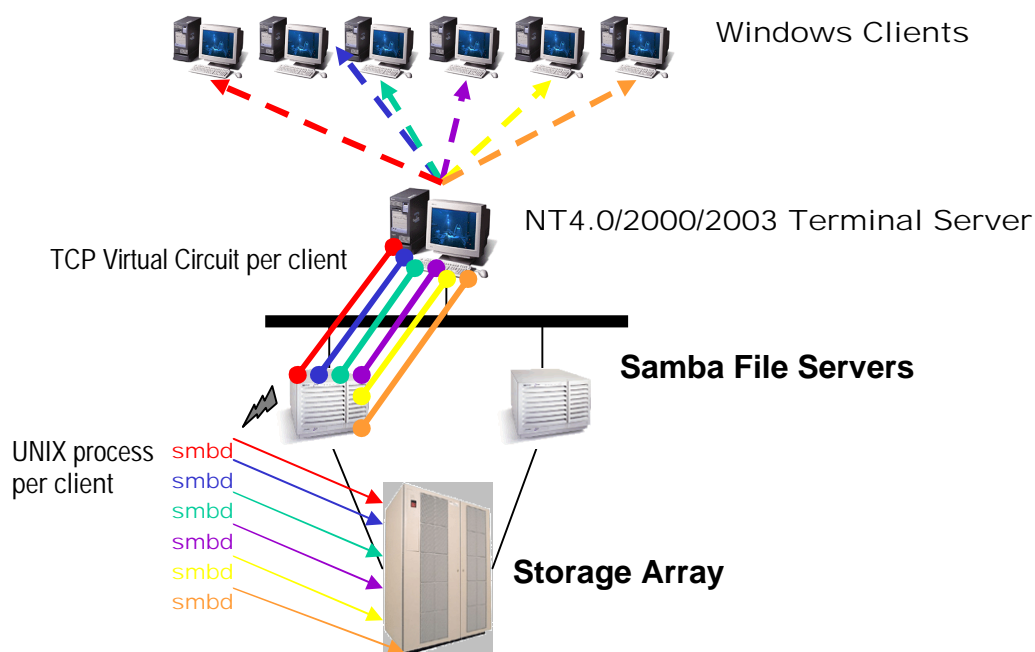 Windows Clients
NT4.0/2000/2003 Terminal Server
TCP Virtual Circuit per client
Samba File Servers
UNIX process
per client
smbd
smbd
smbd
smbd
smbd
smbd
Storage Array